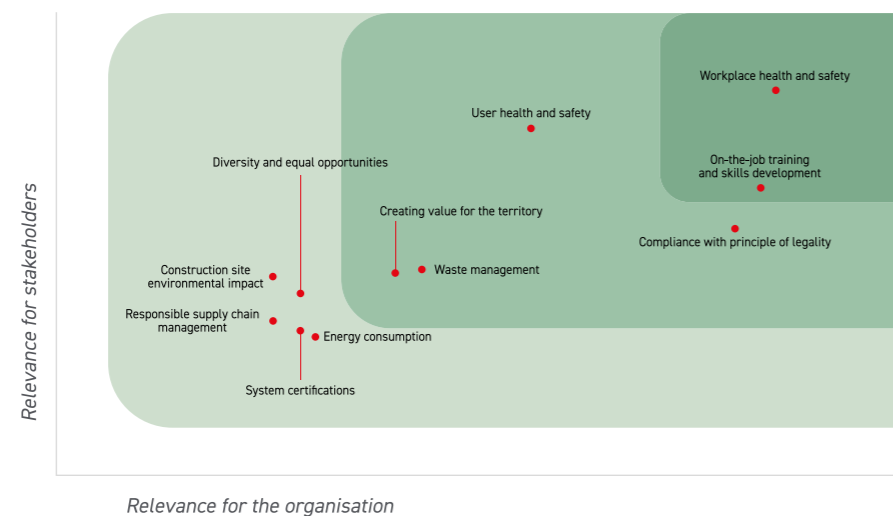 Workplace health and safety
User health and safety
Diversity and equal opportunities
On-the-job training
and skills development
Creating value for the territory
Compliance with principle of legality
Construction site
environmental impact
Waste management
Responsible supply chain
management
Energy consumption
System certifications
Relevance for stakeholders
Relevance for the organisation